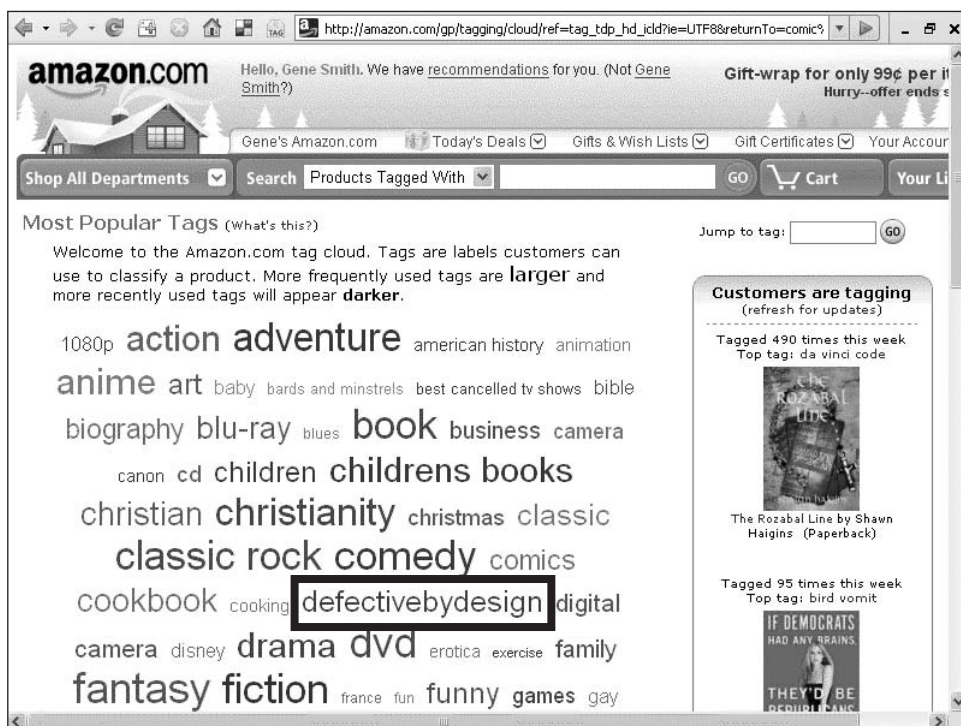 http://amazon.com/gp/tagging/cloud/ref=tag_tdp_hd_icld?ie=UTF8&returnTo=comic%
amazon.com
Hello, Gene Smith. We have recommendations for you. (Not Gene
Smith?)
Gift-wrap for only 99¢ per it
Hurry--offer ends s
Gene's Amazon.com Today's Deals Gifts & Wish Lists Gift Certificates Your Accour
Shop All Departments Search Products Tagged With GO Cart Your Li
Most Popular Tags (What's this?)
Welcome to the Amazon.com tag cloud. Tags are labels customers can
use to classify a product. More frequently used tags are larger and
more recently used tags will appear darker.
1080p action adventure american history animation
anime art baby bards and minstrels best cancelled tv shows bible
biography blu-ray blues book business camera
canon cd children childrens books
christian christianity christmas classic
classic rock comedy comics
cookbook cooking defectivebydesign digital
camera disney drama dvd erotica exercise family
fantasy fiction france fun funny games gay
Jump to tag: GO
Customers are tagging
(refresh for updates)
Tagged 490 times this week
Top tag: da vinci code
the
ROZABAL
LINE
The Rozabal Line by Shawn
Haigins (Paperback)
Tagged 95 times this week
Top tag: bird vomit
IF DEMOCRATS
HAD ANY BRAINS,
THEY'D BE
REPUBLICANS